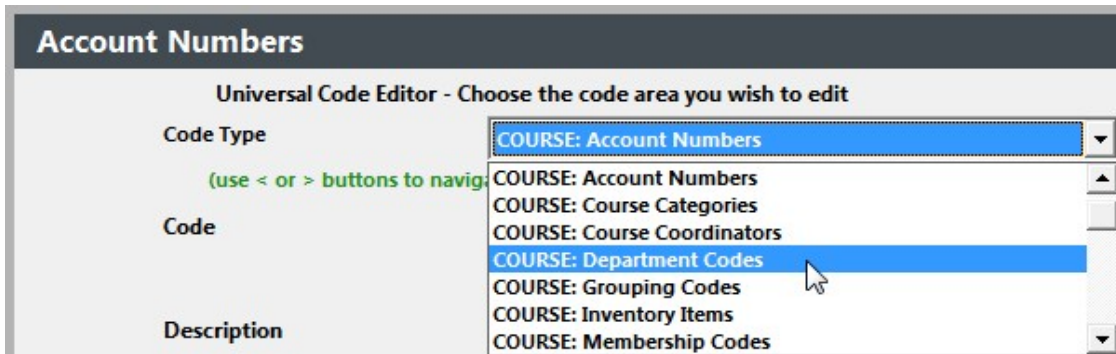 Account Numbers
Universal Code Editor - Choose the code area you wish to edit
Code Type COURSE: Account Numbers
(use < or > buttons to COURSE: Account Numbers
COURSE: Course Categories
Code COURSE: Course Coordinators
COURSE: Department Codes
COURSE: Grouping Codes
COURSE: Inventory Items
Description COURSE: Membership Codes